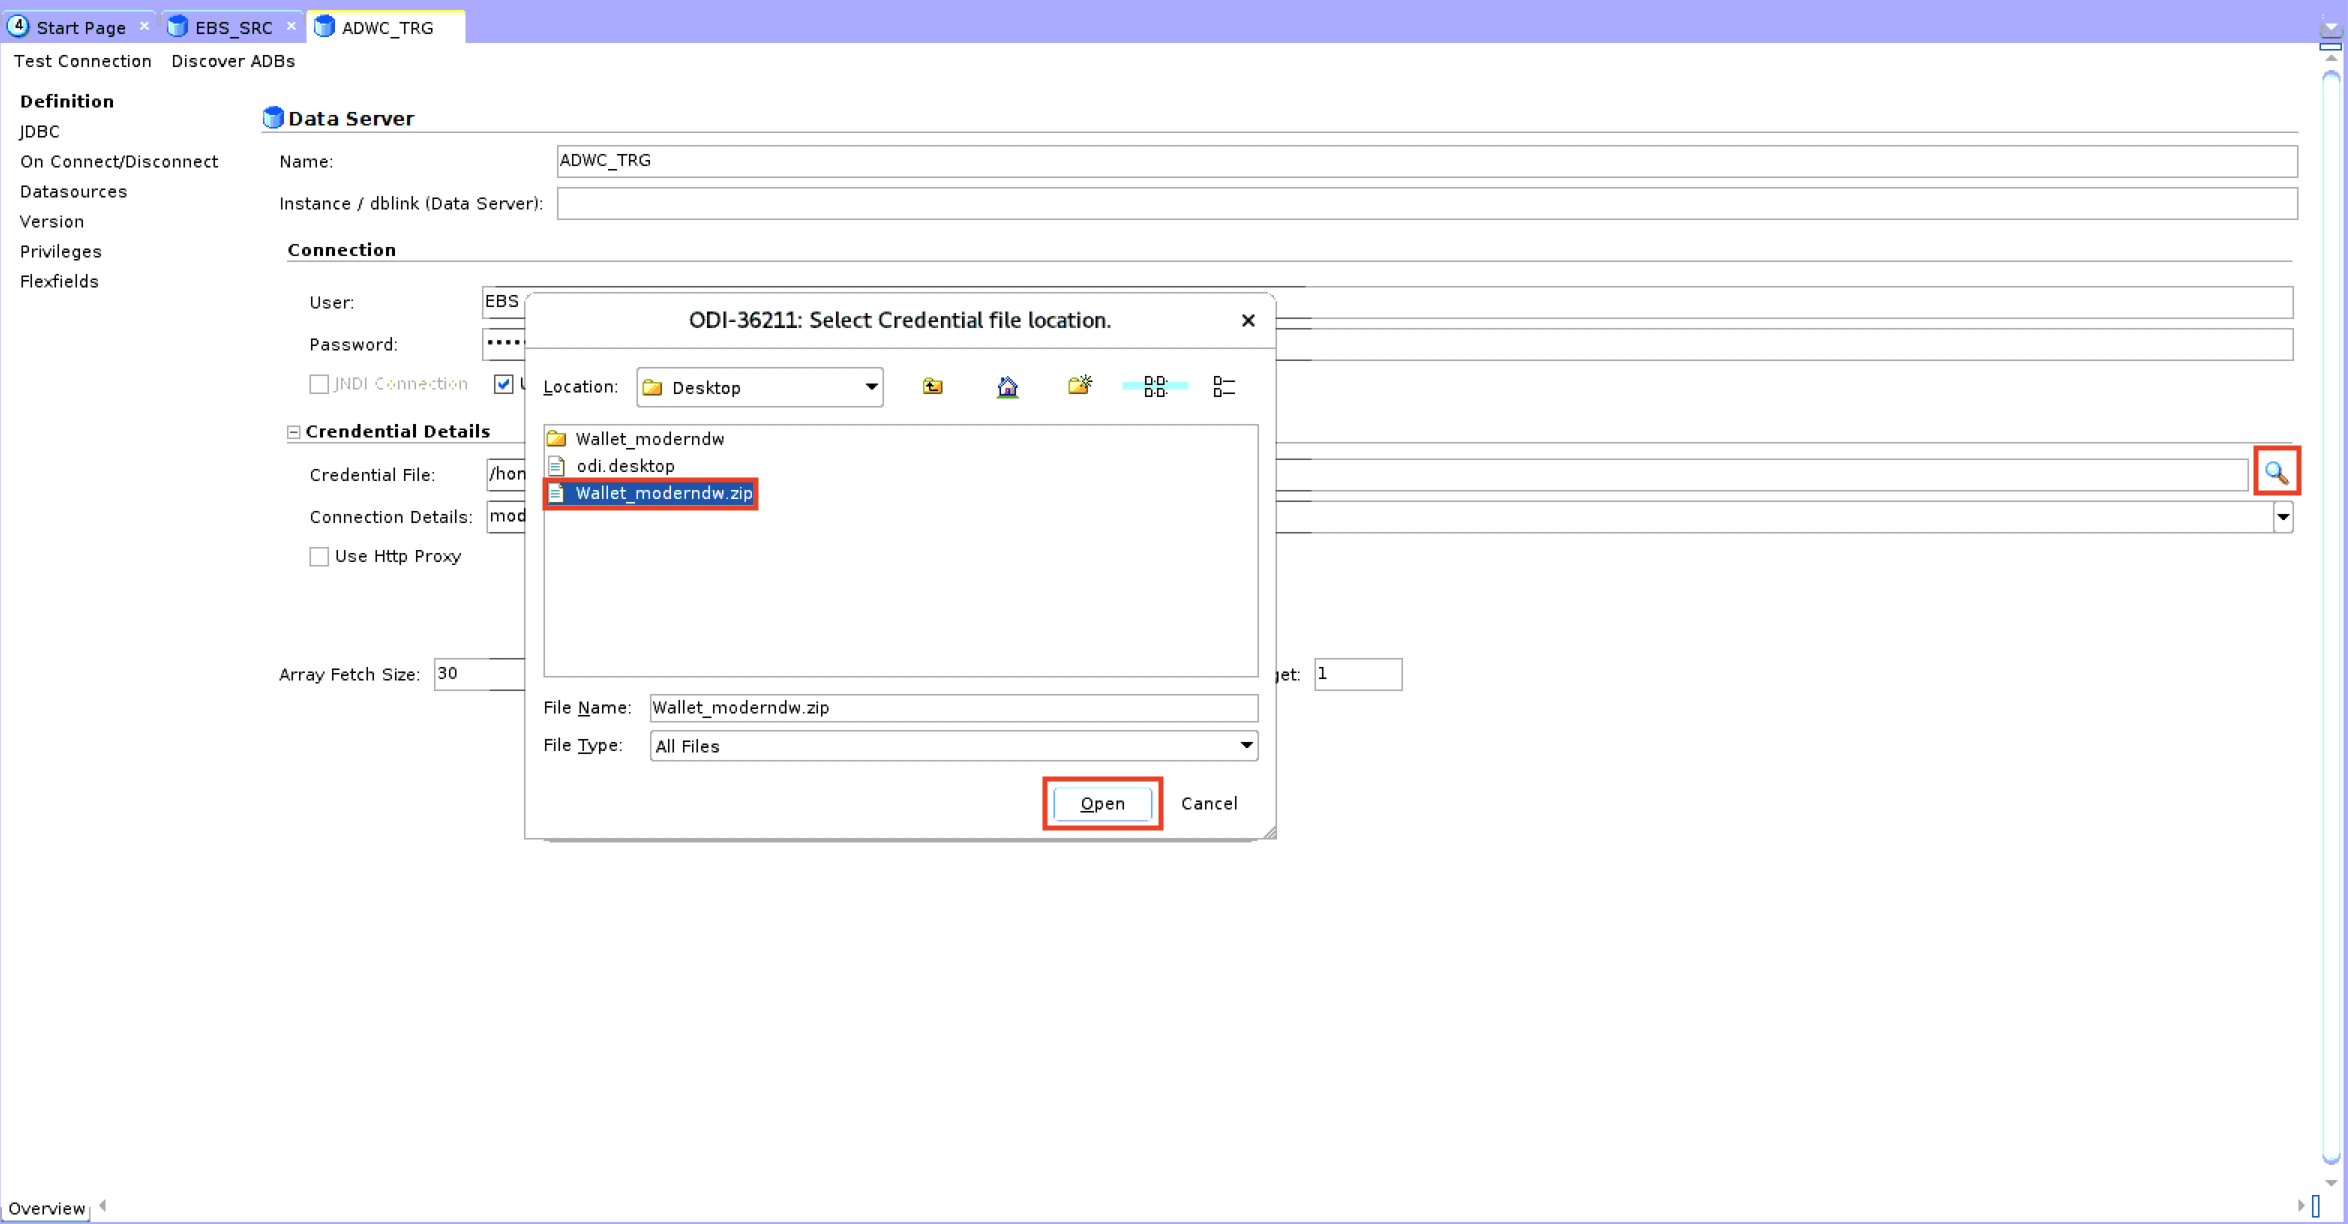 4 Start Page × EBS_SRC × ADWC_TRG
Test Connection Discover ADBs
Definition
JDBC
On Connect/Disconnect
Datasources
Version
Privileges
Flexfields
Data Server
Name: ADWC_TRG
Instance / dblink (Data Server):
Connection
User: EBS
Password: ••••
JNDI Connection
Crendential Details
Credential File: /hom
Connection Details: mod
Use Http Proxy
Array Fetch Size: 30
get: 1
ODI-36211: Select Credential file location.
Location: Desktop
Wallet_moderndw
odi.desktop
Wallet_moderndw.zip
File Name: Wallet_moderndw.zip
File Type: All Files
Open Cancel
Overview